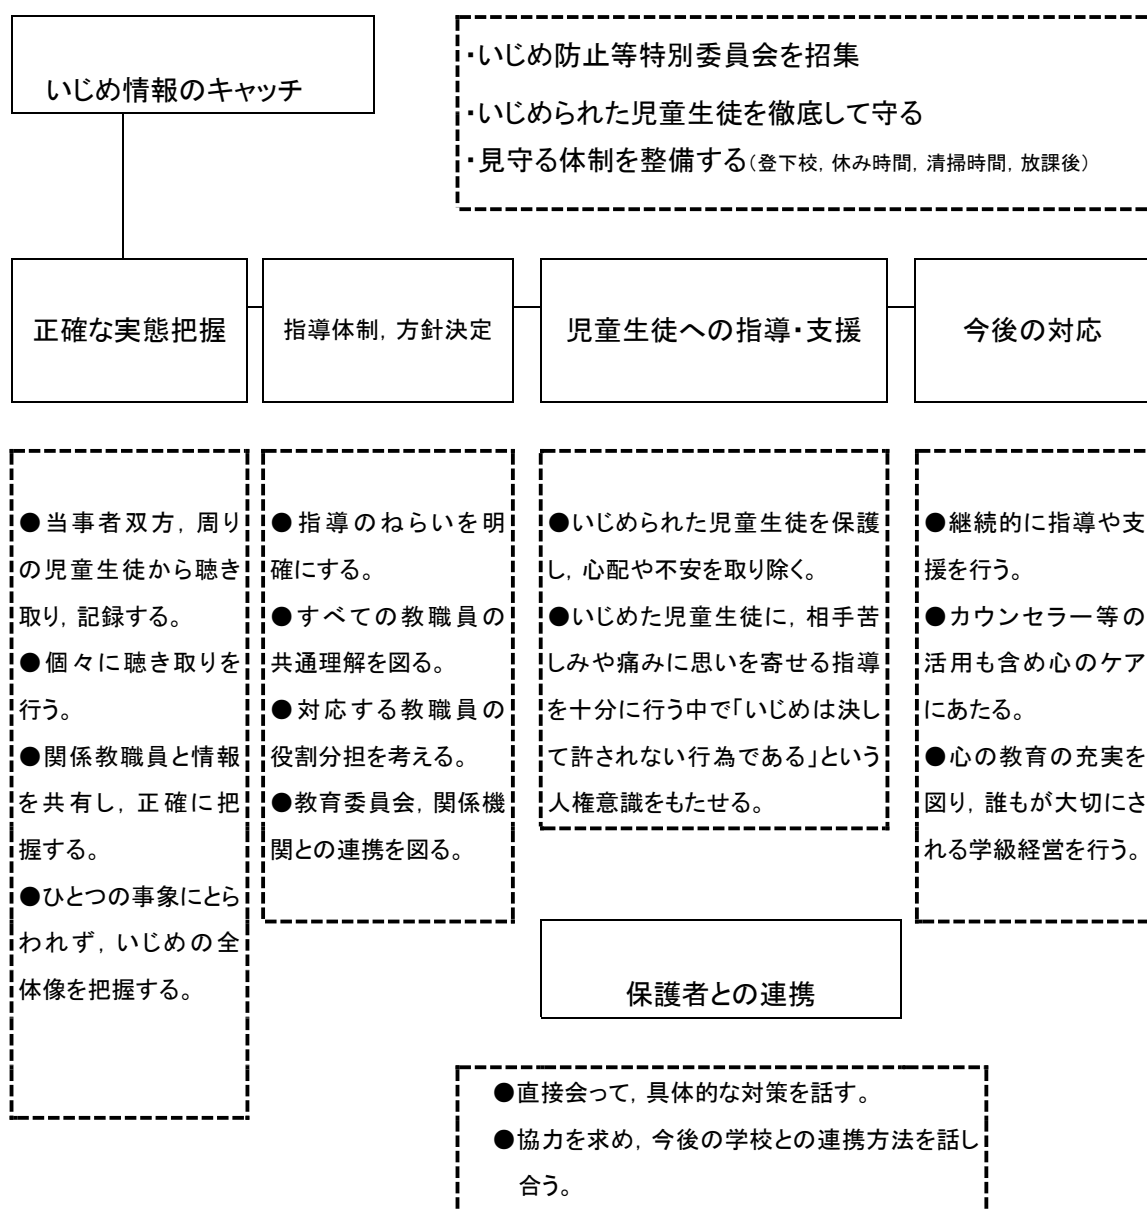 いじめ情報のキャッチ
・いじめ防止等特別委員会を招集
・いじめられた児童生徒を徹底して守る
・見守る体制を整備する(登下校, 休み時間, 清掃時間, 放課後)
正確な実態把握
指導体制, 方針決定
児童生徒への指導・支援
今後の対応
●当事者双方, 周り
の児童生徒から聴き
取り, 記録する。
●個々に聴き取りを
行う。
●関係教職員と情報
を共有し, 正確に把
握する。
●ひとつの事象にとら
われず, いじめの全
体像を把握する。
●指導のねらいを明
確にする。
●すべての教職員の
共通理解を図る。
●対応する教職員の
役割分担を考える。
●教育委員会, 関係機
関との連携を図る。
●いじめられた児童生徒を保護
し, 心配や不安を取り除く。
●いじめた児童生徒に, 相手苦
しみや痛みに思いを寄せる指導
を十分に行う中で「いじめは決し
て許されない行為である」という
人権意識をもたせる。
●継続的に指導や支
援を行う。
●カウンセラー等の
活用も含め心のケア
にあたる。
●心の教育の充実を
図り, 誰もが大切にさ
れる学級経営を行う。
保護者との連携
●直接会って, 具体的な対策を話す。
●協力を求め, 今後の学校との連携方法を話し
合う。